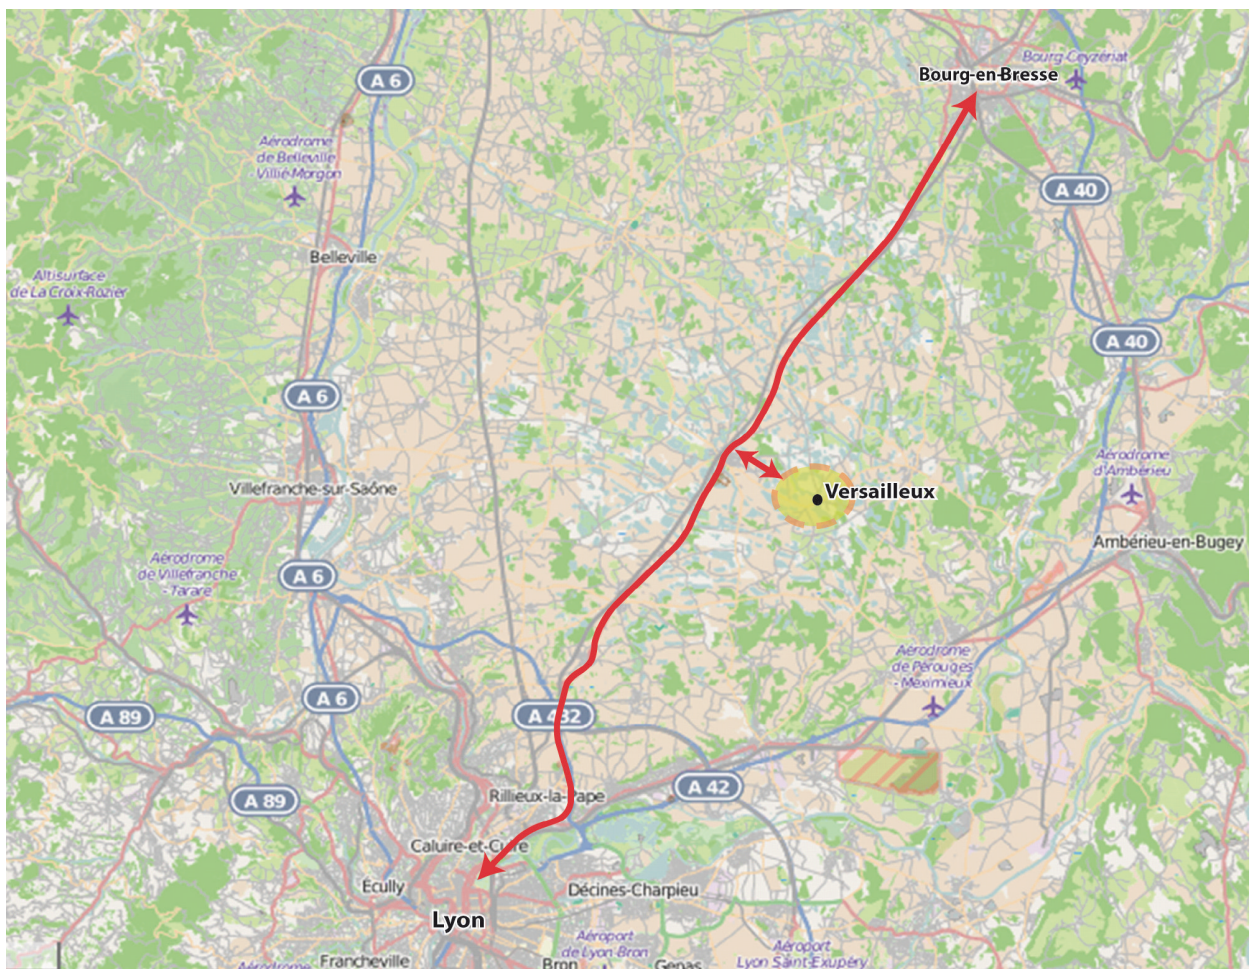 Bourg-Ceyzériat
Bourg-en-Bresse
A 6
Aérodrome
de Belleville
Villié-Morgon
A 40
Belleville
Altisurface
de La Croix-Rozier
A 40
A 6
Aérodrome
d'Ambérieu
Villefranche-sur-Saône
Versailleux
Ambérieu-en-Bugey
Aérodrome
de Villefranche
- Tarare
A 6
Aérodrome
de Pérouges
- Meximieux
A 6
A 89
A 432
A 42
Rillieux-la-Pape
A 89
Caluire-et-Cuire
Écully
Décines-Charpieu
Lyon
Aéroport
de Lyon-Bron
Aéroport
Lyon Saint-Exupéry
Francheville
Aérodrome
Bron
Genas